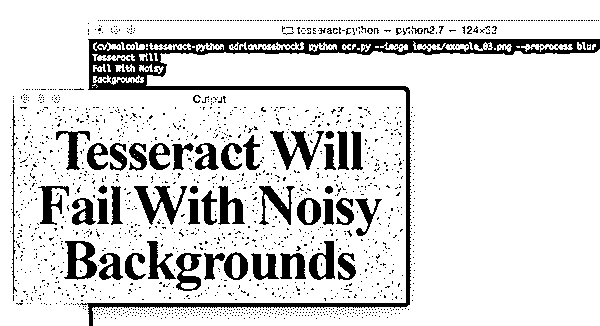 tesseract-python — python2.7 — 124×33
(cv)malcolm:tesseract-python adrianrosebrock$ python ocr.py --image images/example_03.png --preprocess blur
Tesseract Will
Fail With Noisy
Backgrounds
Output
Tesseract Will
Fail With Noisy
Backgrounds